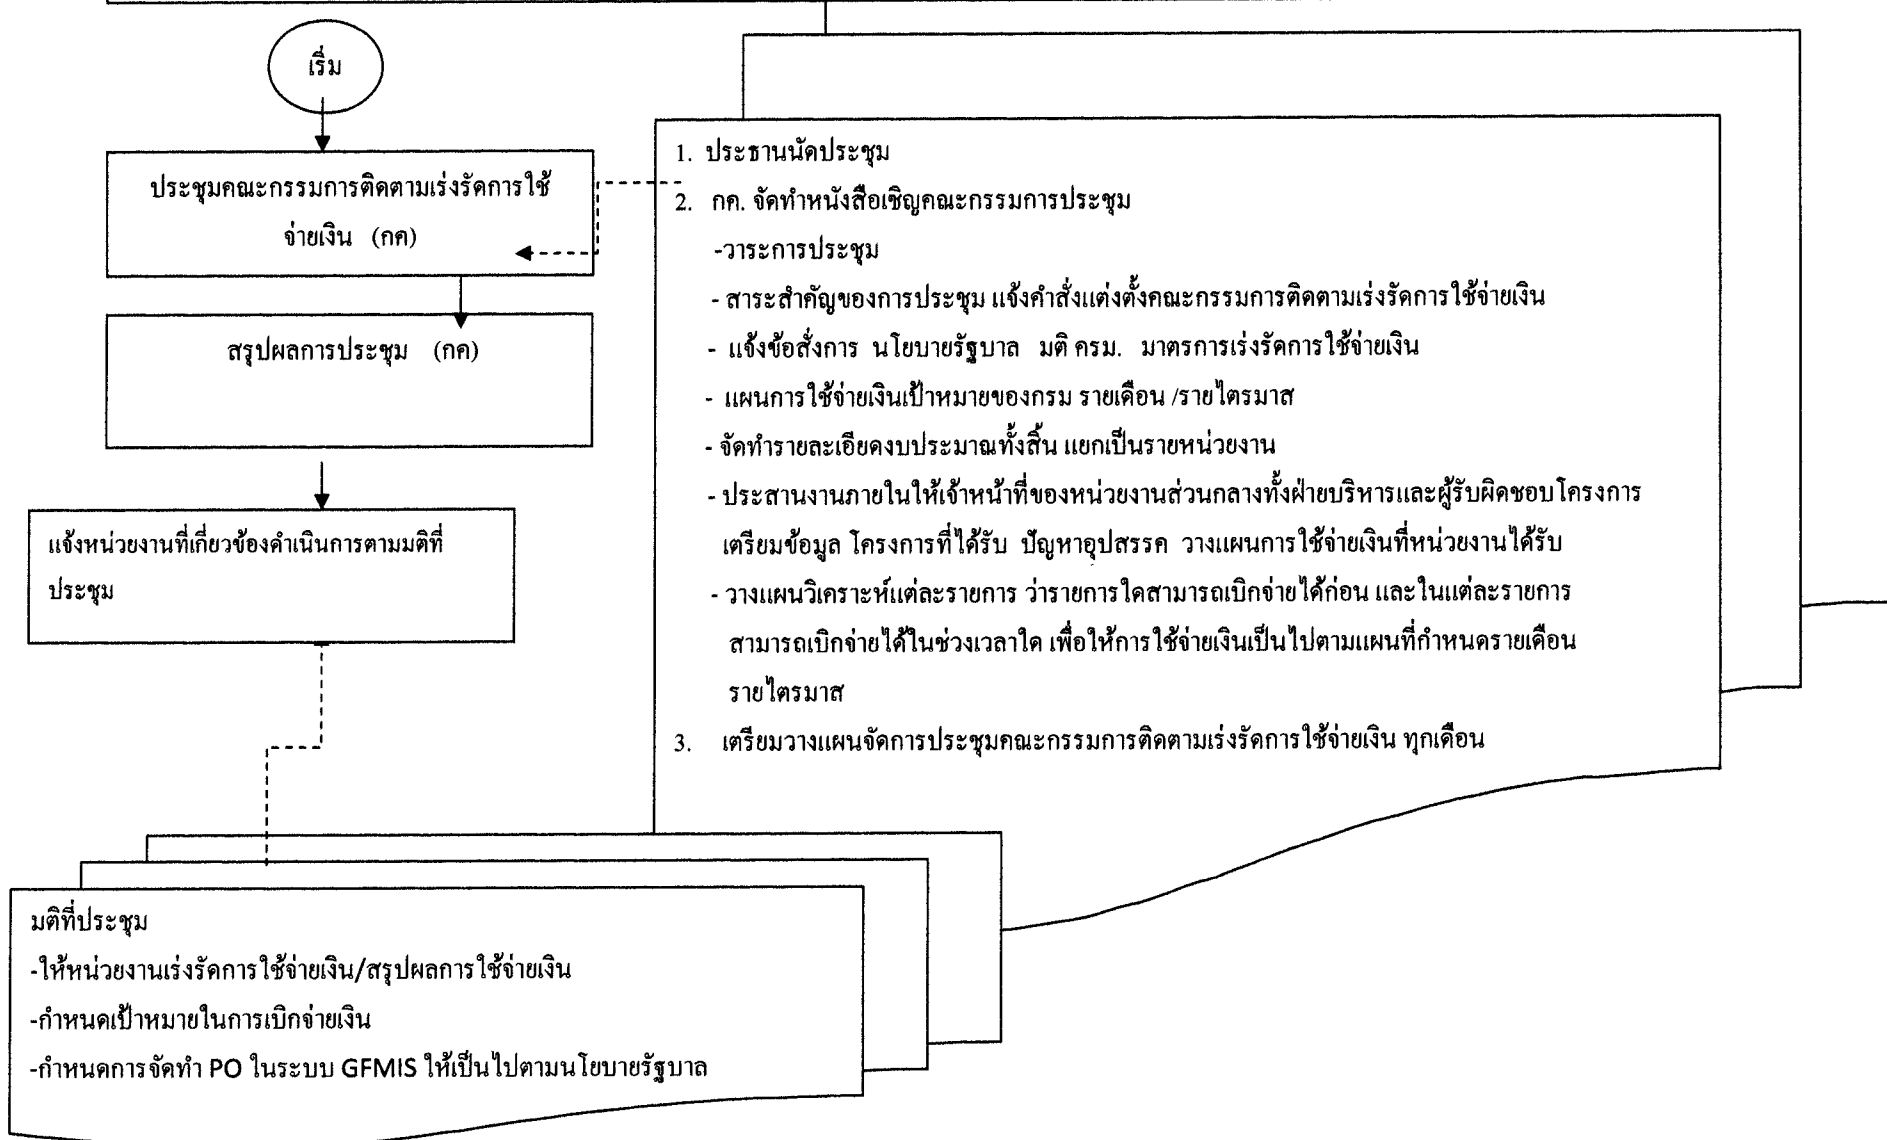 เริ่ม
ประชุมคณะกรรมการติดตามเร่งรัดการใช้
จ่ายเงิน (กค)
สรุปผลการประชุม (กค)
แจ้งหน่วยงานที่เกี่ยวข้องดำเนินการตามมติที่
ประชุม
1. ประธานนัดประชุม
2. กค. จัดทำหนังสือเชิญคณะกรรมการประชุม
-วาระการประชุม
- สาระสำคัญของการประชุม แจ้งคำสั่งแต่งตั้งคณะกรรมการติดตามเร่งรัดการใช้จ่ายเงิน
- แจ้งข้อสั่งการ นโยบายรัฐบาล มติ ครม. มาตรการเร่งรัดการใช้จ่ายเงิน
- แผนการใช้จ่ายเงินเป้าหมายของกรม รายเดือน /รายไตรมาส
- จัดทำรายละเอียดงบประมาณทั้งสิ้น แยกเป็นรายหน่วยงาน
- ประสานงานภายในให้เจ้าหน้าที่ของหน่วยงานส่วนกลางทั้งฝ่ายบริหารและผู้รับผิดชอบโครงการ
เตรียมข้อมูล โครงการที่ได้รับ ปัญหาอุปสรรค วางแผนการใช้จ่ายเงินที่หน่วยงานได้รับ
- วางแผนวิเคราะห์แต่ละรายการ ว่ารายการใดสามารถเบิกจ่ายได้ก่อน และในแต่ละรายการ
สามารถเบิกจ่ายได้ในช่วงเวลาใด เพื่อให้การใช้จ่ายเงินเป็นไปตามแผนที่กำหนดรายเดือน
รายไตรมาส
3. เตรียมวางแผนจัดการประชุมคณะกรรมการติดตามเร่งรัดการใช้จ่ายเงิน ทุกเดือน
มติที่ประชุม
-ให้หน่วยงานเร่งรัดการใช้จ่ายเงิน/สรุปผลการใช้จ่ายเงิน
-กำหนดเป้าหมายในการเบิกจ่ายเงิน
-กำหนดการจัดทำ PO ในระบบ GFMIS ให้เป็นไปตามนโยบายรัฐบาล